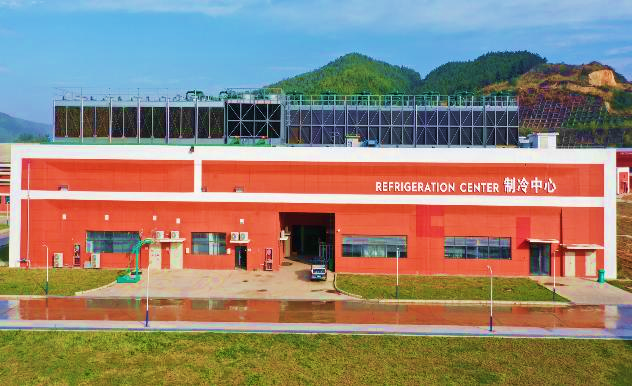 REFRIGERATION CENTER 制冷中心